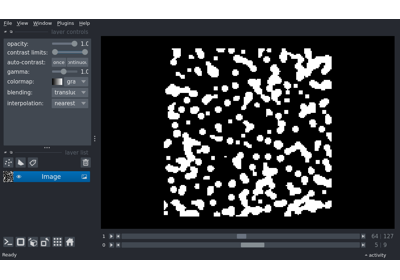 File View Window Plugins Help
layer controls
opacity: 1.0
contrast limits:
auto-contrast: once
gamma: 1.0
colormap: gra
blending: translu
interpolation: nearest
layer list
Image
1 64 127
0 5 9
Ready activity